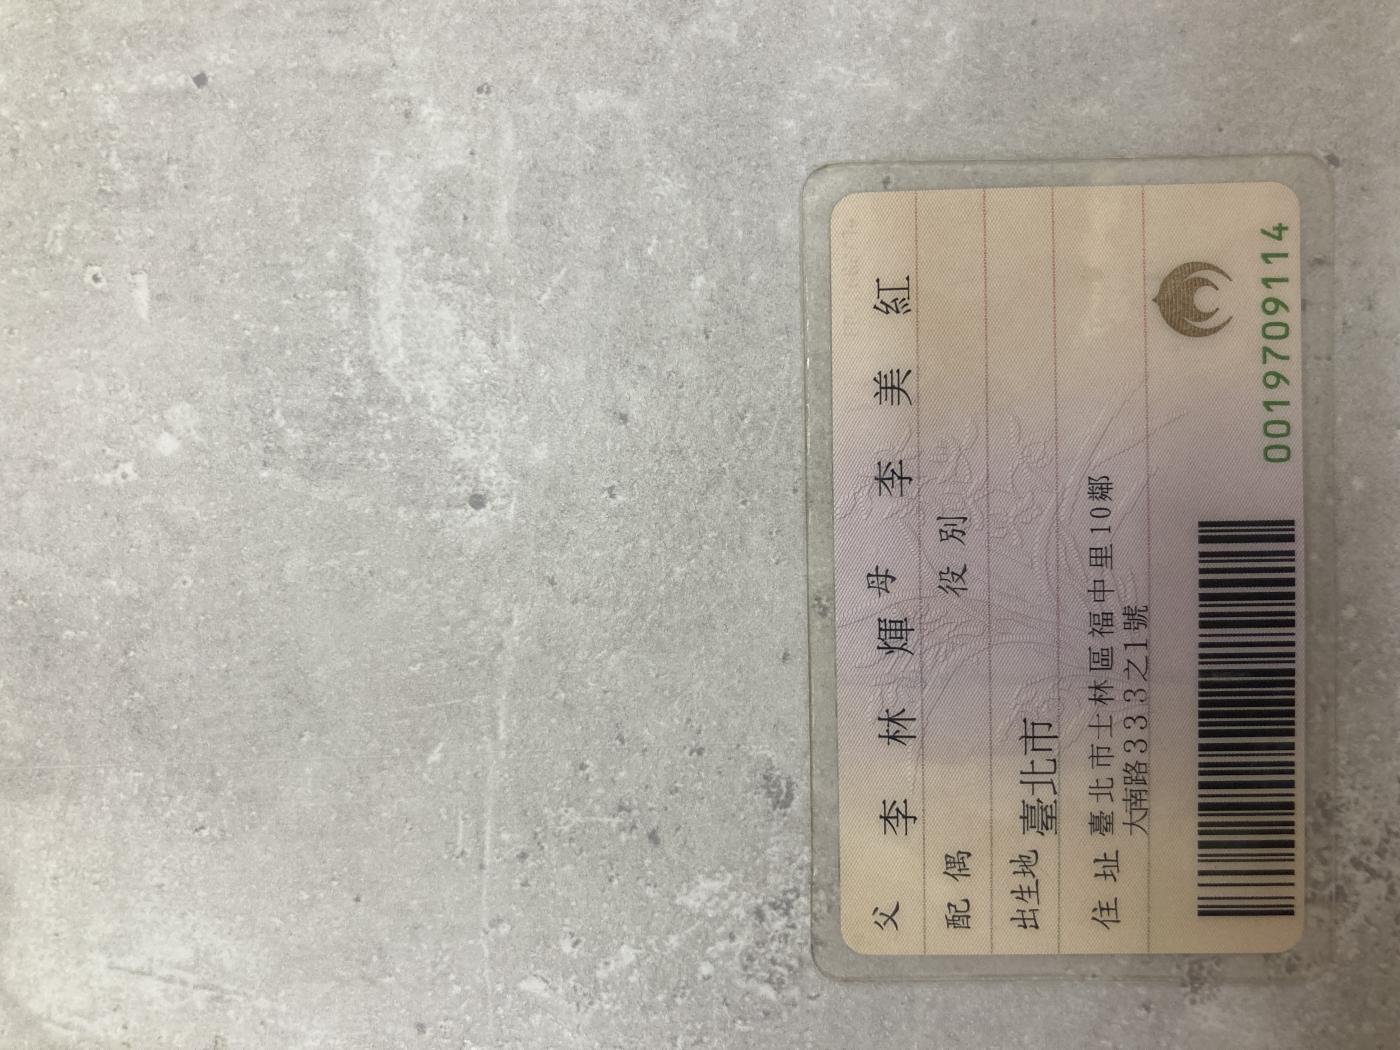 父 李林輝 母 李美紅
配偶 役別
出生地 臺北市
住址 臺北市士林區福中里10鄰
大南路333之1號
0019709114